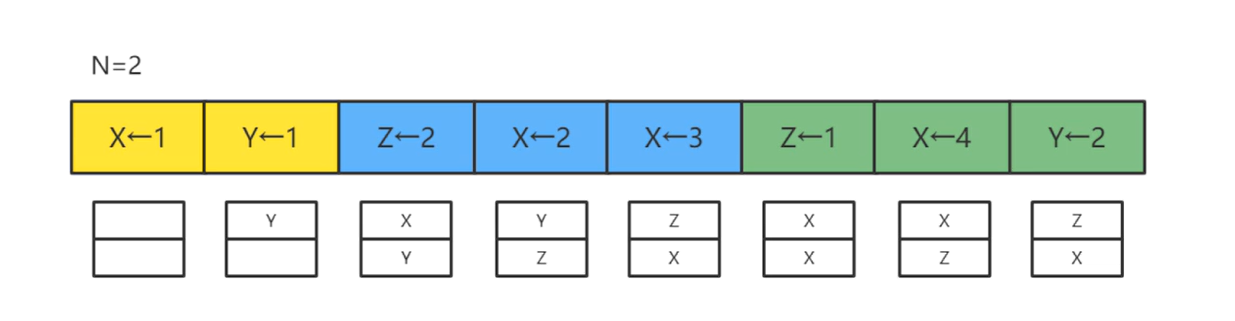 N=2
X←1 Y←1 Z←2 X←2 X←3 Z←1 X←4 Y←2
Y X Y Z X X Z
Y Z X X Z X